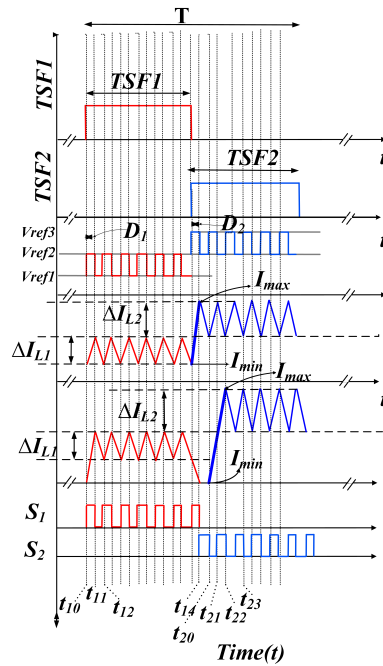 T
TSF1
TSF1
t
TSF2
TSF2
t
Vref3
D1
D2
Vref2
Vref1
Imax
ΔIL2
ΔIL1
Imin
Imax
t
ΔIL2
ΔIL1
Imin
S1
S2
t10 t11 t12 t14 t20 t21 t22 t23
Time(t)